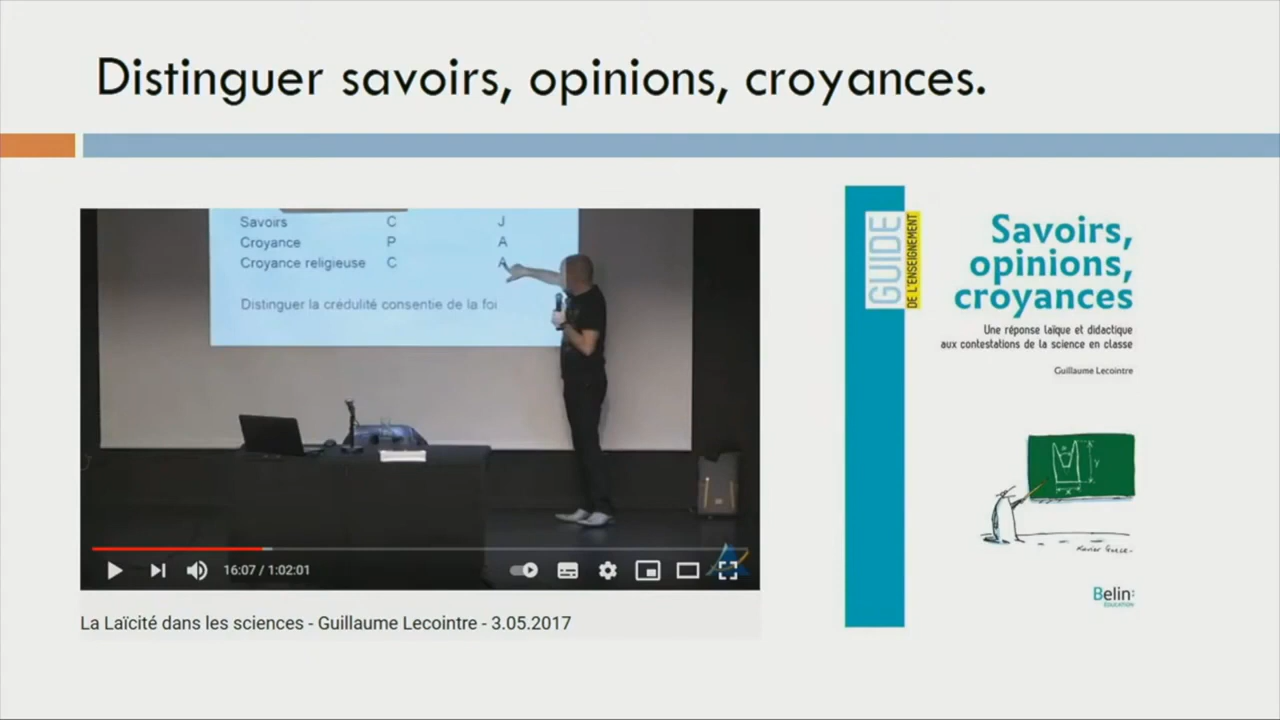 Distinguer savoirs, opinions, croyances.
Savoirs C J
Croyance P A
Croyance religieuse C A
Distinguer la crédulité consentie de la foi
16:07 / 1:02:01
La Laïcité dans les sciences - Guillaume Lecointre - 3.05.2017
GUIDE
DE L'ENSEIGNEMENT
Savoirs,
opinions,
croyances
Une réponse laïque et didactique
aux contestations de la science en classe
Guillaume Lecointre
Y
X
Xavier Gorce-
Belin:
ÉDUCATION